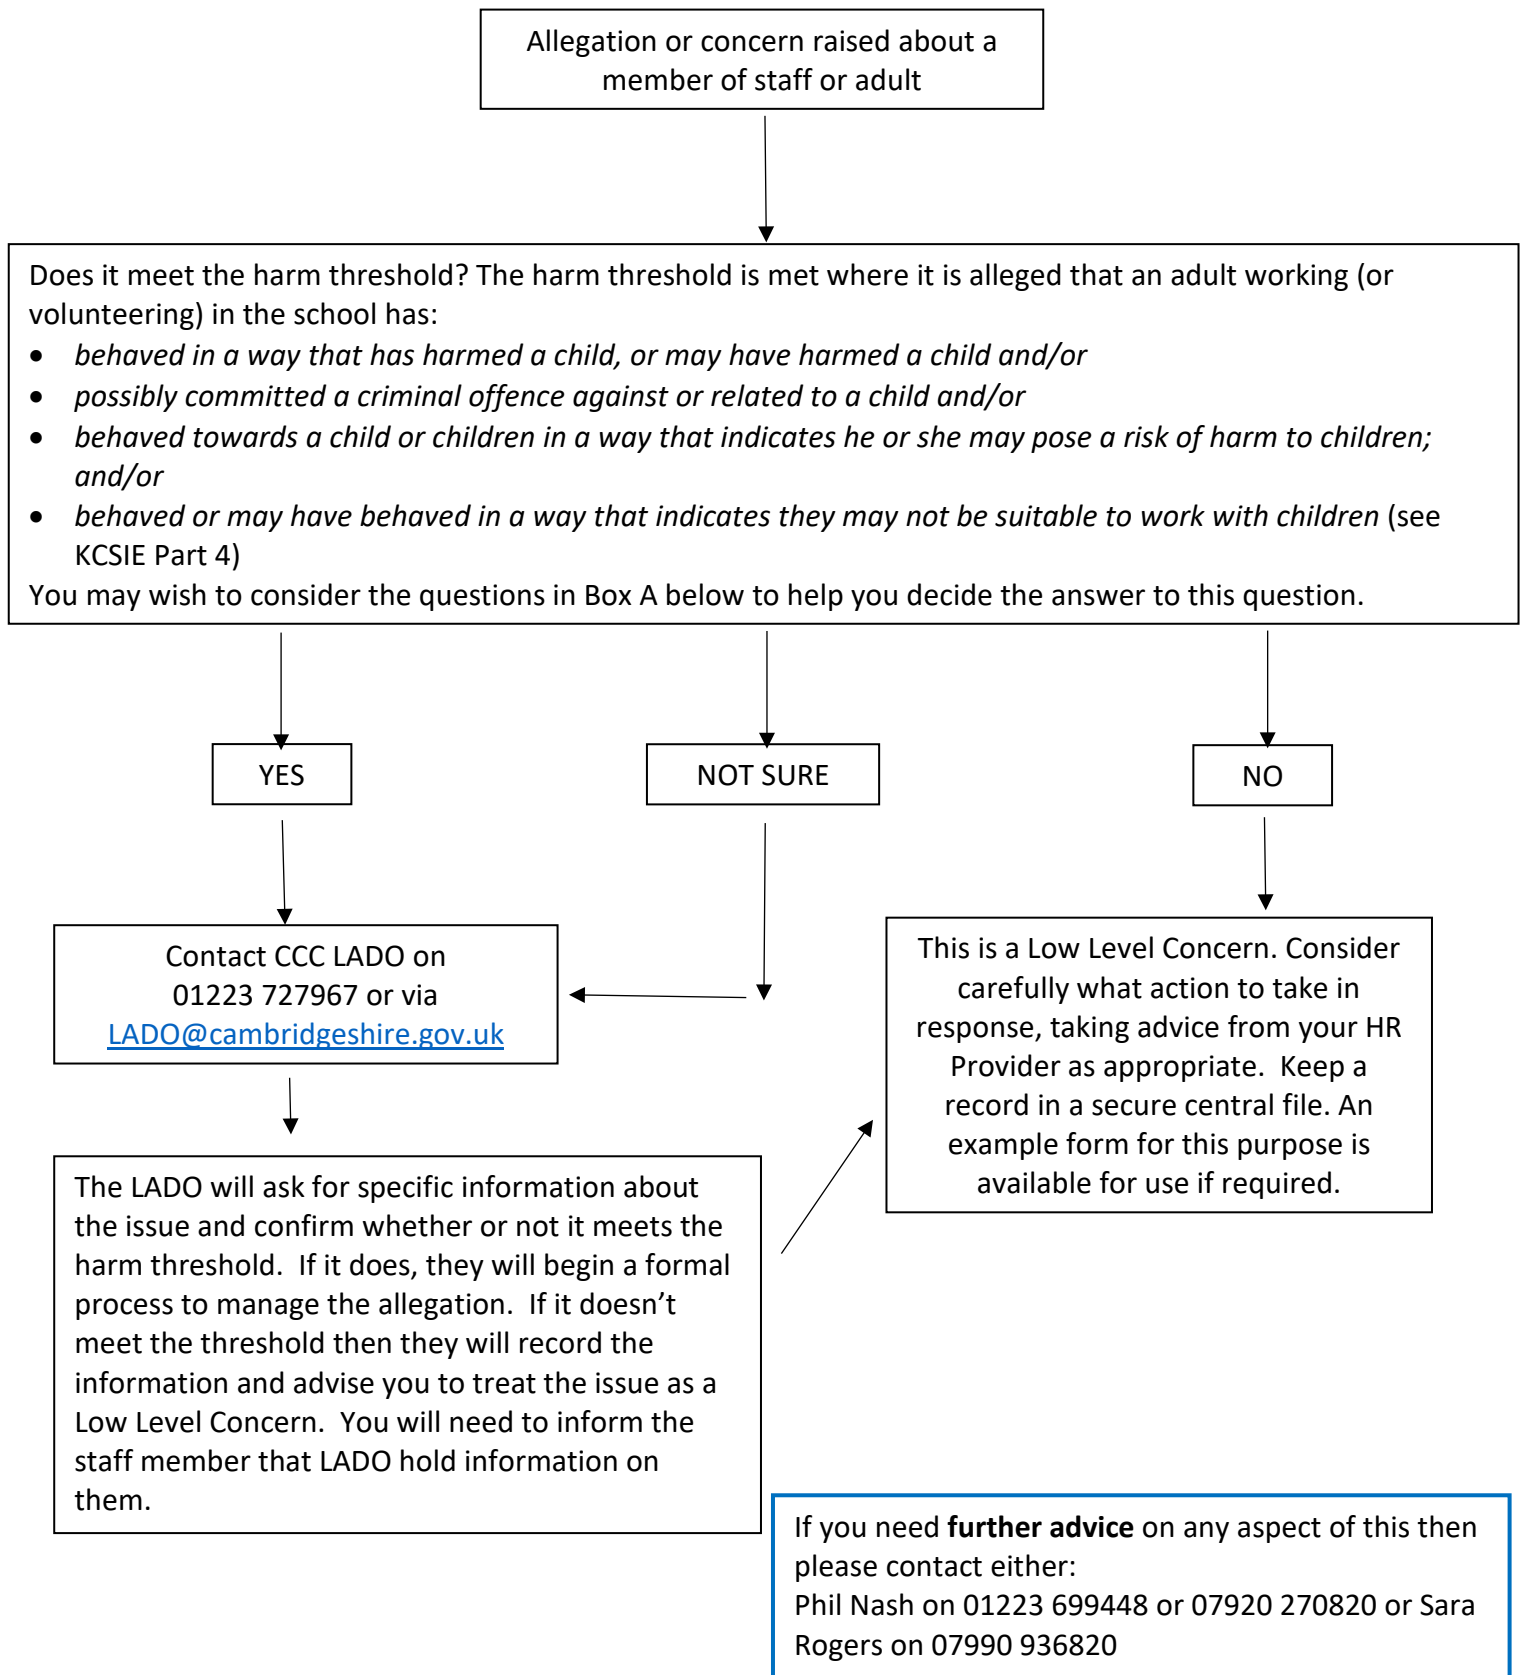 Allegation or concern raised about a
member of staff or adult
Does it meet the harm threshold? The harm threshold is met where it is alleged that an adult working (or
volunteering) in the school has:
• behaved in a way that has harmed a child, or may have harmed a child and/or
• possibly committed a criminal offence against or related to a child and/or
• behaved towards a child or children in a way that indicates he or she may pose a risk of harm to children;
and/or
• behaved or may have behaved in a way that indicates they may not be suitable to work with children (see
KCSIE Part 4)
You may wish to consider the questions in Box A below to help you decide the answer to this question.
YES
NOT SURE
NO
Contact CCC LADO on
01223 727967 or via
LADO@cambridgeshire.gov.uk
This is a Low Level Concern. Consider
carefully what action to take in
response, taking advice from your HR
Provider as appropriate.  Keep a
record in a secure central file. An
example form for this purpose is
available for use if required.
The LADO will ask for specific information about
the issue and confirm whether or not it meets the
harm threshold.  If it does, they will begin a formal
process to manage the allegation.  If it doesn’t
meet the threshold then they will record the
information and advise you to treat the issue as a
Low Level Concern.  You will need to inform the
staff member that LADO hold information on
them.
If you need further advice on any aspect of this then
please contact either:
Phil Nash on 01223 699448 or 07920 270820 or Sara
Rogers on 07990 936820